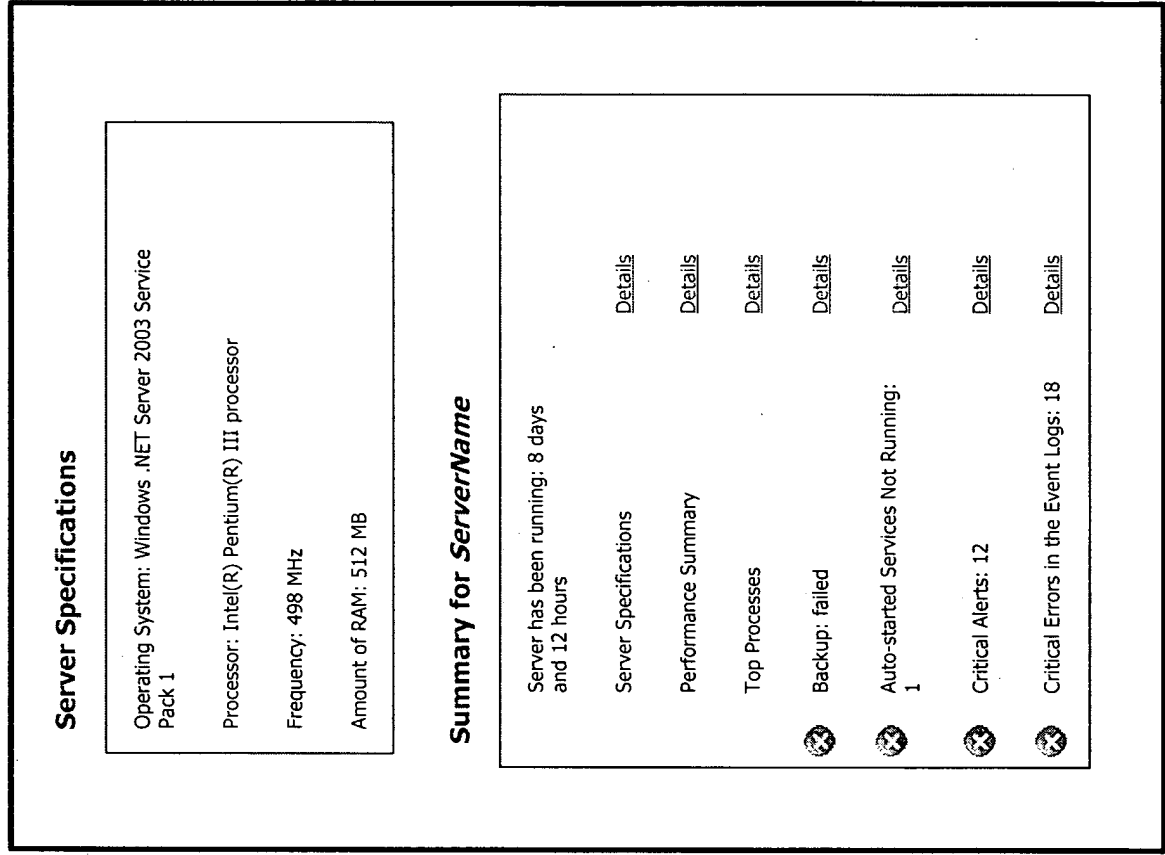 Server Specifications
Operating System: Windows .NET Server 2003 Service
Pack 1
Processor: Intel(R) Pentium(R) III processor
Frequency: 498 MHz
Amount of RAM: 512 MB
Summary for ServerName
Server has been running: 8 days
and 12 hours
Server Specifications Details
Performance Summary Details
Top Processes Details
Backup: failed Details
Auto-started Services Not Running: Details
1
Critical Alerts: 12 Details
Critical Errors in the Event Logs: 18 Details